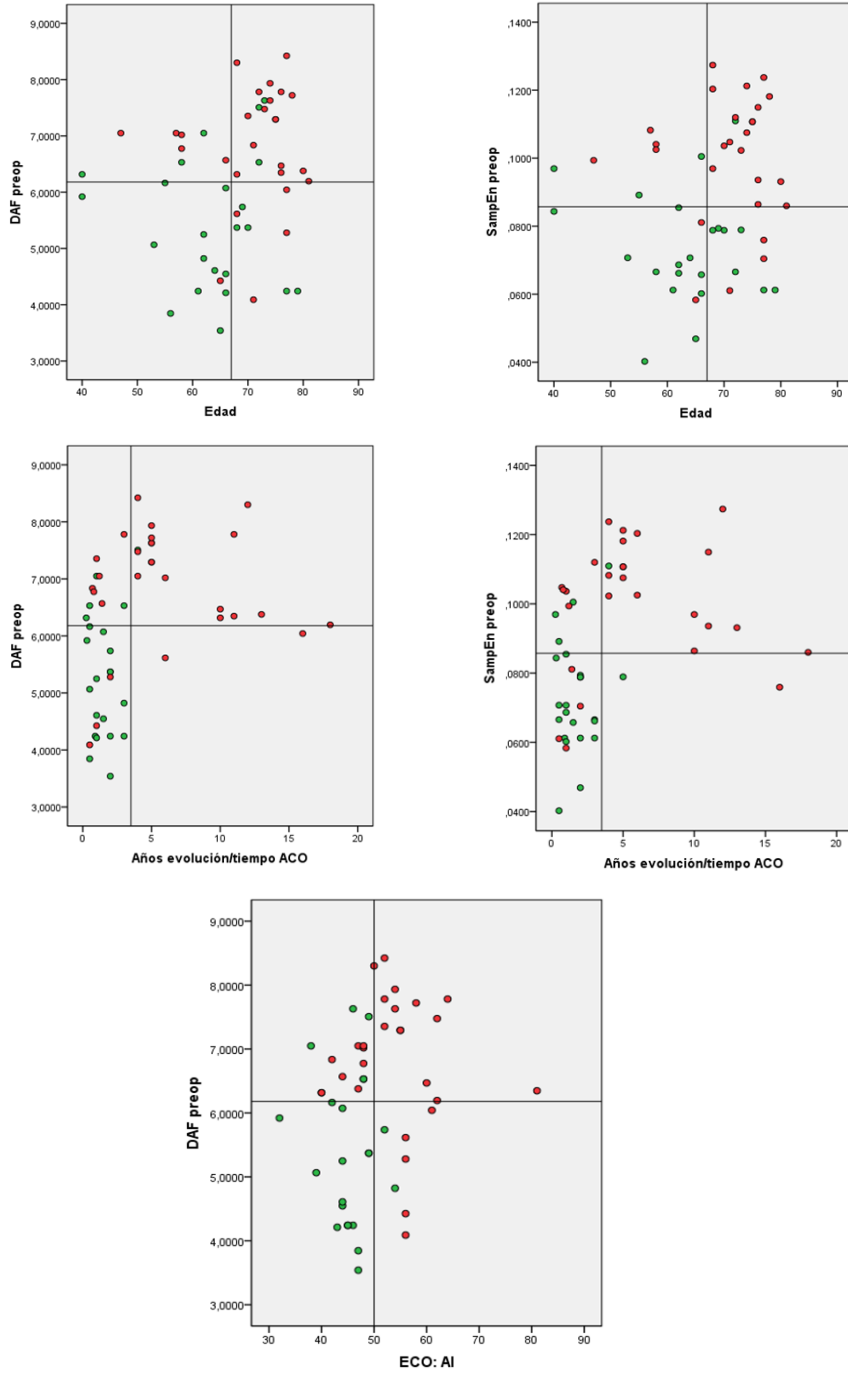 DAF preop
9,0000
8,0000
7,0000
6,0000
5,0000
4,0000
3,0000
40 50 60 70 80 90
Edad
SampEn preop
,1400
,1200
,1000
,0800
,0600
,0400
40 50 60 70 80 90
Edad
DAF preop
9,0000
8,0000
7,0000
6,0000
5,0000
4,0000
3,0000
0 5 10 15 20
Años evolución/tiempo ACO
SampEn preop
,1400
,1200
,1000
,0800
,0600
,0400
0 5 10 15 20
Años evolución/tiempo ACO
DAF preop
9,0000
8,0000
7,0000
6,0000
5,0000
4,0000
3,0000
30 40 50 60 70 80 90
ECO: AI